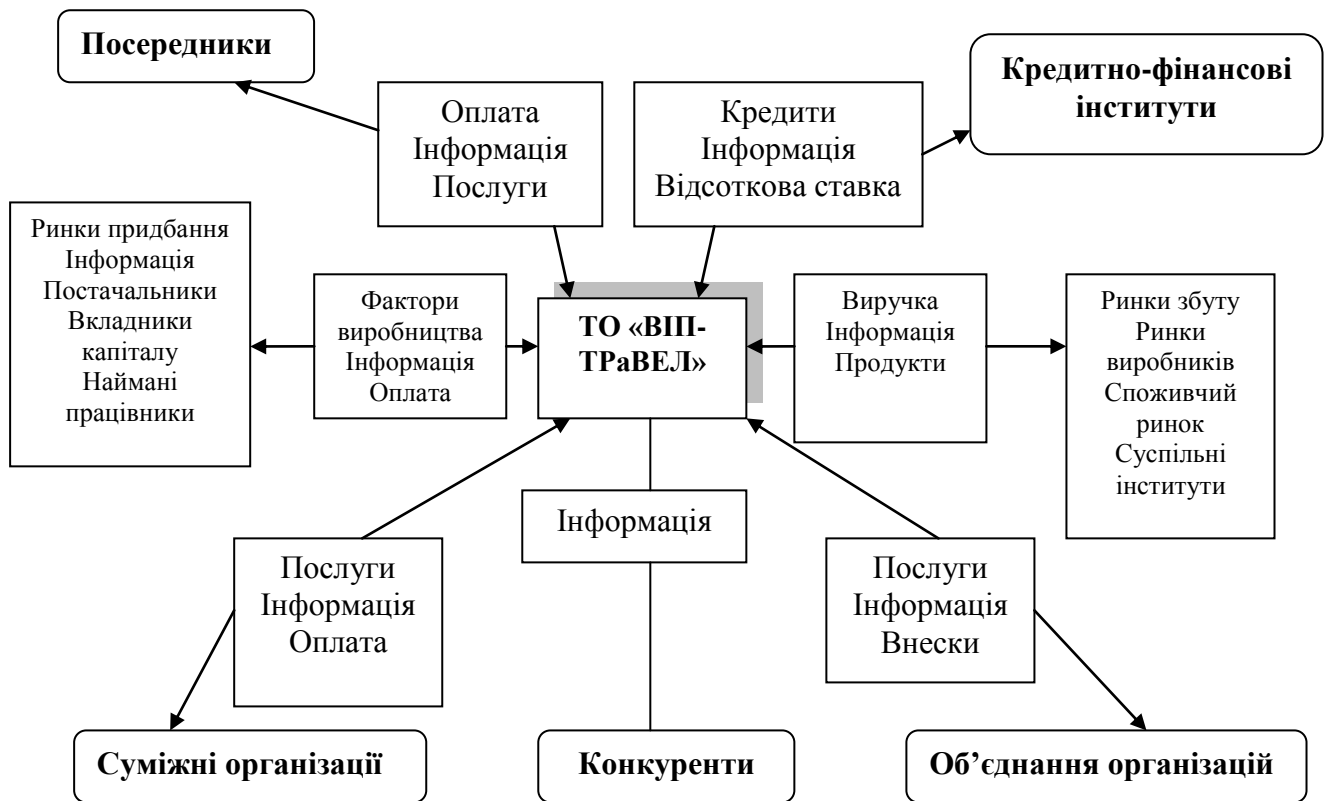 Посередники
Кредитно-фінансові
інститути
Оплата
Інформація
Послуги
Кредити
Інформація
Відсоткова ставка
Ринки придбання
Інформація
Постачальники
Вкладники
капіталу
Наймані
працівники
Фактори
виробництва
Інформація
Оплата
ТО «ВІП-
ТРаВЕЛ»
Виручка
Інформація
Продукти
Ринки збуту
Ринки
виробників
Споживчий
ринок
Суспільні
інститути
Інформація
Послуги
Інформація
Оплата
Послуги
Інформація
Внески
Суміжні організації
Конкуренти
Об’єднання організацій